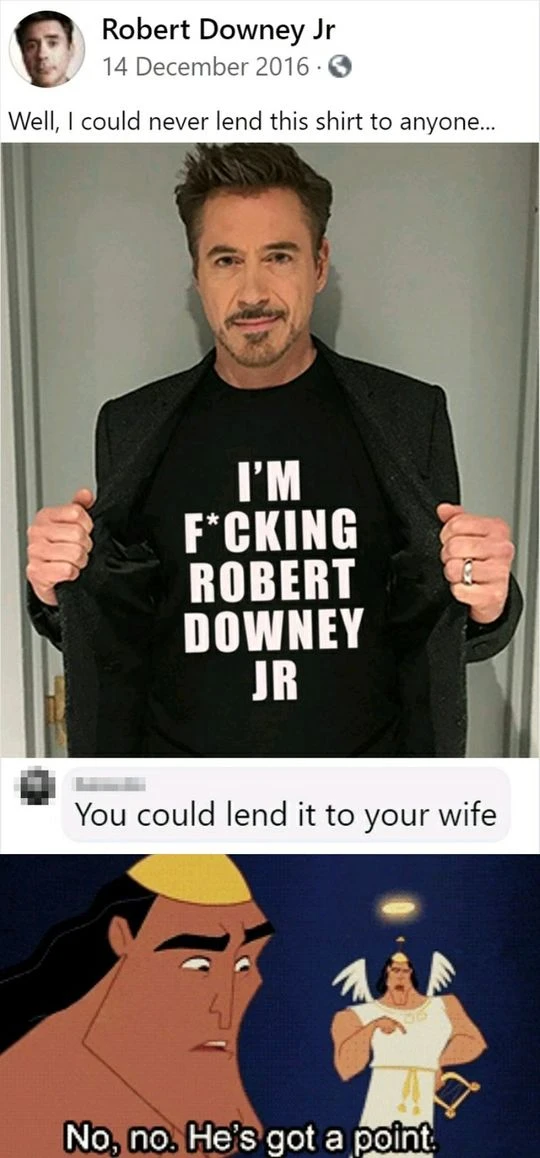 Robert Downey Jr
14 December 2016 ·
Well, I could never lend this shirt to anyone...
I'M
F*CKING
ROBERT
DOWNEY
JR
You could lend it to your wife
No, no. He's got a point.